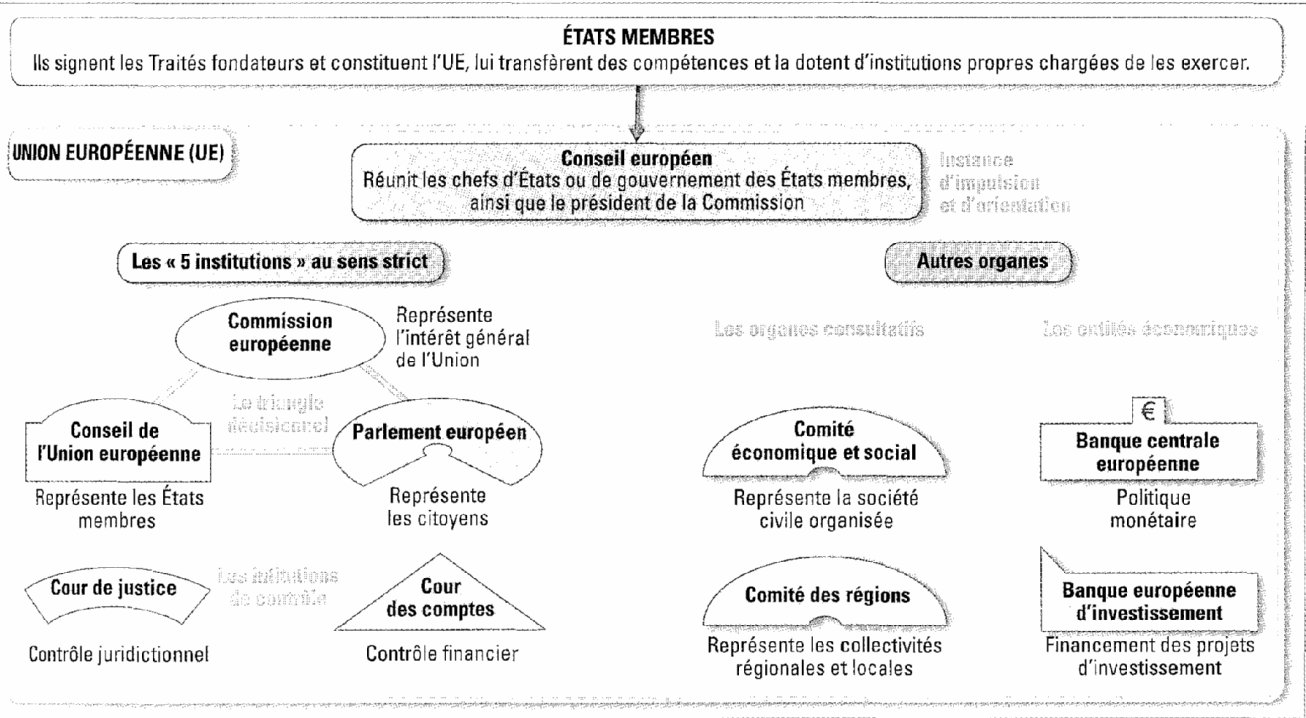 ÉTATS MEMBRES
Ils signent les Traités fondateurs et constituent l'UE, lui transfèrent des compétences et la dotent d'institutions propres chargées de les exercer.
UNION EUROPÉENNE (UE)
Conseil européen
Réunit les chefs d'États ou de gouvernement des États membres,
ainsi que le président de la Commission
Instance
d'impulsion
et d'orientation
Les « 5 institutions » au sens strict
Autres organes
Commission
européenne
Représente
l'intérêt général
de l'Union
Les organes consultatifs
Les entités économiques
Le triangle
décisionnel
Conseil de
l'Union européenne
Représente les États
membres
Parlement européen
Représente
les citoyens
Comité
économique et social
Représente la société
civile organisée
€
Banque centrale
européenne
Politique
monétaire
Cour de justice
Contrôle juridictionnel
Les intitutions
de contrôle
Cour
des comptes
Contrôle financier
Comité des régions
Représente les collectivités
régionales et locales
Banque européenne
d'investissement
Financement des projets
d'investissement